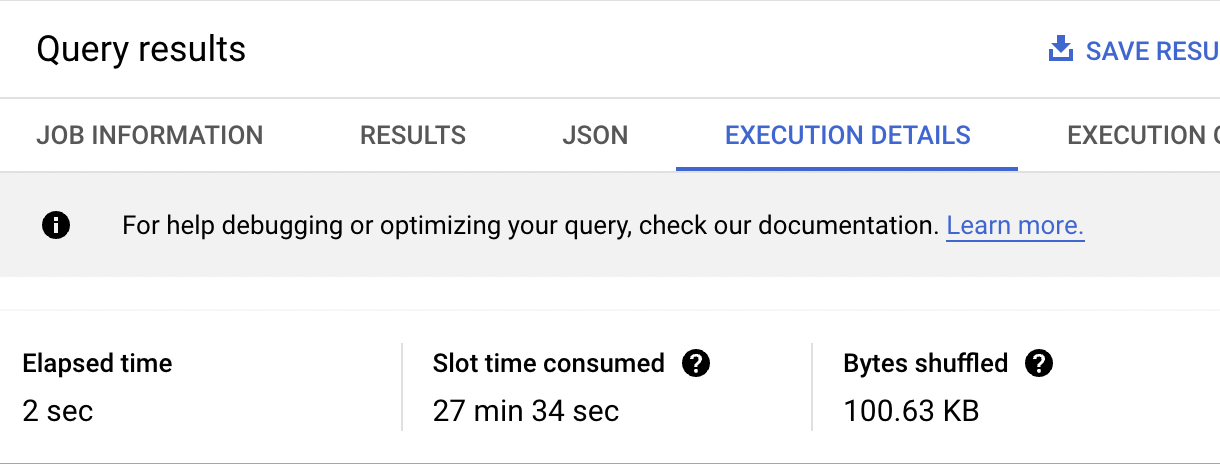 Query results
SAVE RESU
JOB INFORMATION RESULTS JSON EXECUTION DETAILS EXECUTION
For help debugging or optimizing your query, check our documentation. Learn more.
Elapsed time Slot time consumed Bytes shuffled
2 sec 27 min 34 sec 100.63 KB